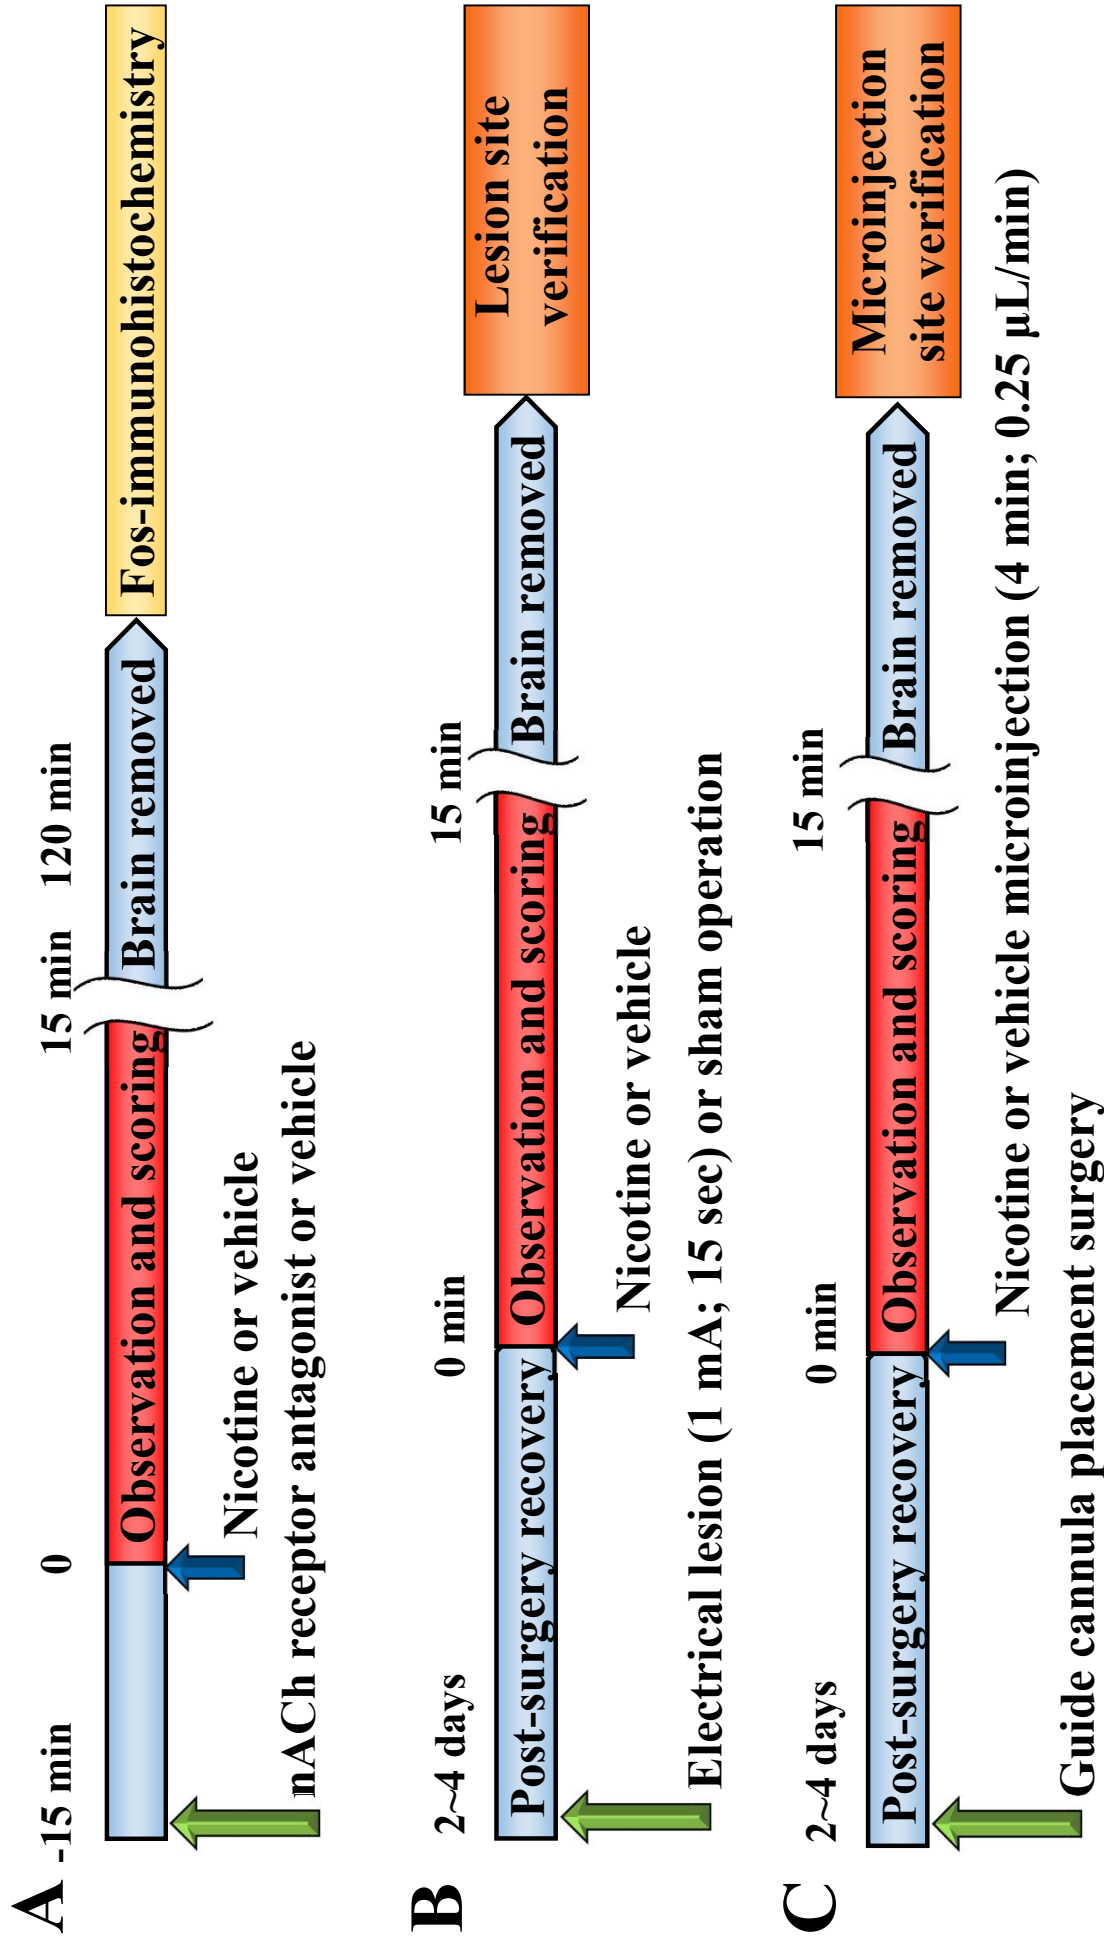 A
-15 min
0
15 min
120 min
Observation and scoring
Brain removed
Fos-immunohistochemistry
Nicotine or vehicle
nACh receptor antagonist or vehicle
B
2~4 days
0 min
15 min
Post-surgery recovery
Observation and scoring
Brain removed
Lesion site
verification
Nicotine or vehicle
Electrical lesion (1 mA; 15 sec) or sham operation
C
2~4 days
0 min
15 min
Post-surgery recovery
Observation and scoring
Brain removed
Microinjection
site verification
Nicotine or vehicle microinjection (4 min; 0.25 µL/min)
Guide cannula placement surgery